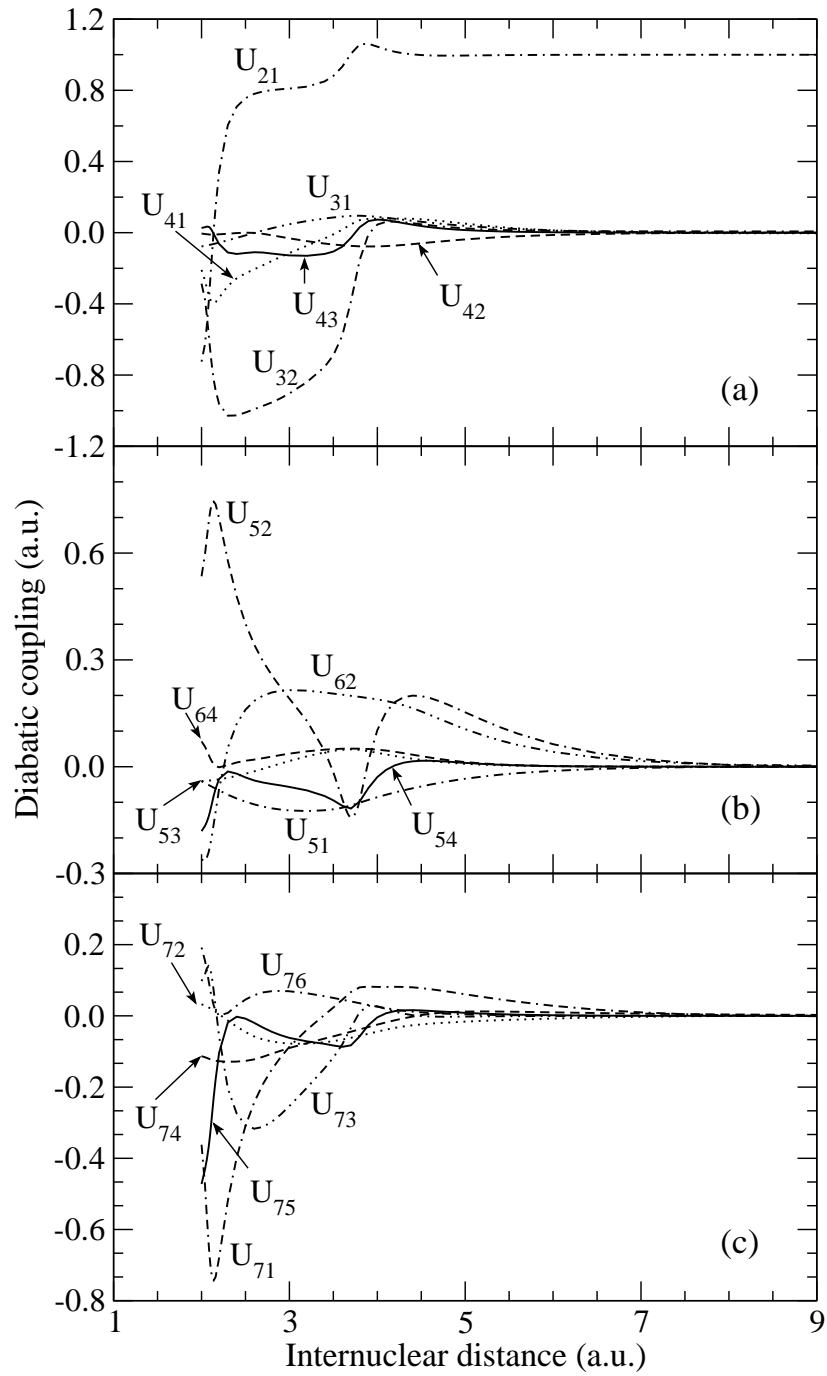 1.2
U21
0.8
0.4
U31
U41
0.0
U43
U42
-0.4
U32
-0.8
(a)
-1.2
U52
0.6
Diabatic coupling (a.u.)
0.3
U62
U64
0.0
U53
U51
U54
(b)
-0.3
0.2
U72
U76
0.0
-0.2
U74
U73
-0.4
U75
-0.6
U71
(c)
-0.8
1 3 5 7 9
Internuclear distance (a.u.)